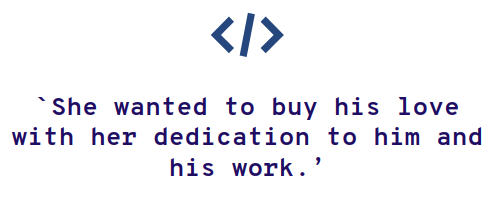 `She wanted to buy his love
with her dedication to him and
his work.’